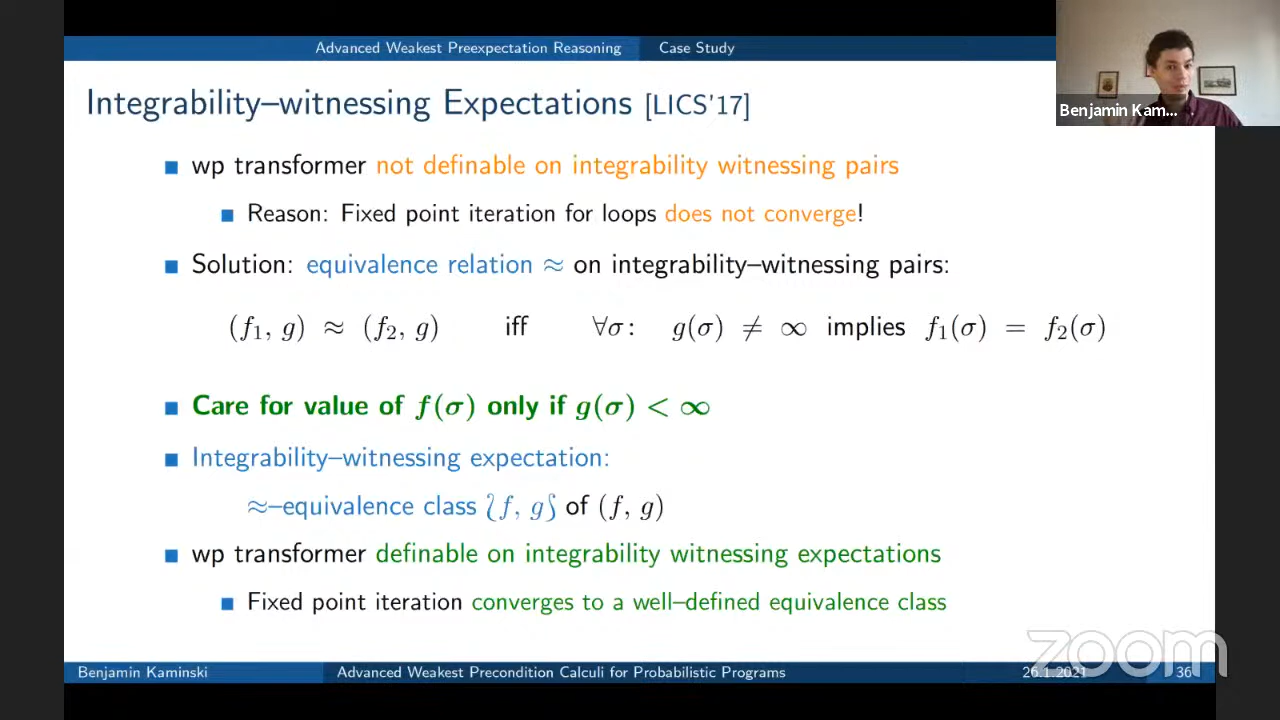 Advanced Weakest Preexpectation Reasoning Case Study
Benjamin Kam...
Integrability–witnessing Expectations [LICS'17]
wp transformer not definable on integrability witnessing pairs
Reason: Fixed point iteration for loops does not converge!
Solution: equivalence relation ≈ on integrability–witnessing pairs:
(f₁, g) ≈ (f₂, g) iff ∀σ: g(σ) ≠ ∞ implies f₁(σ) = f₂(σ)
Care for value of f(σ) only if g(σ) < ∞
Integrability–witnessing expectation:
≈–equivalence class ≀f, g≀ of (f, g)
wp transformer definable on integrability witnessing expectations
Fixed point iteration converges to a well–defined equivalence class
zoom
Benjamin Kaminski Advanced Weakest Precondition Calculi for Probabilistic Programs 26.1.2021 36